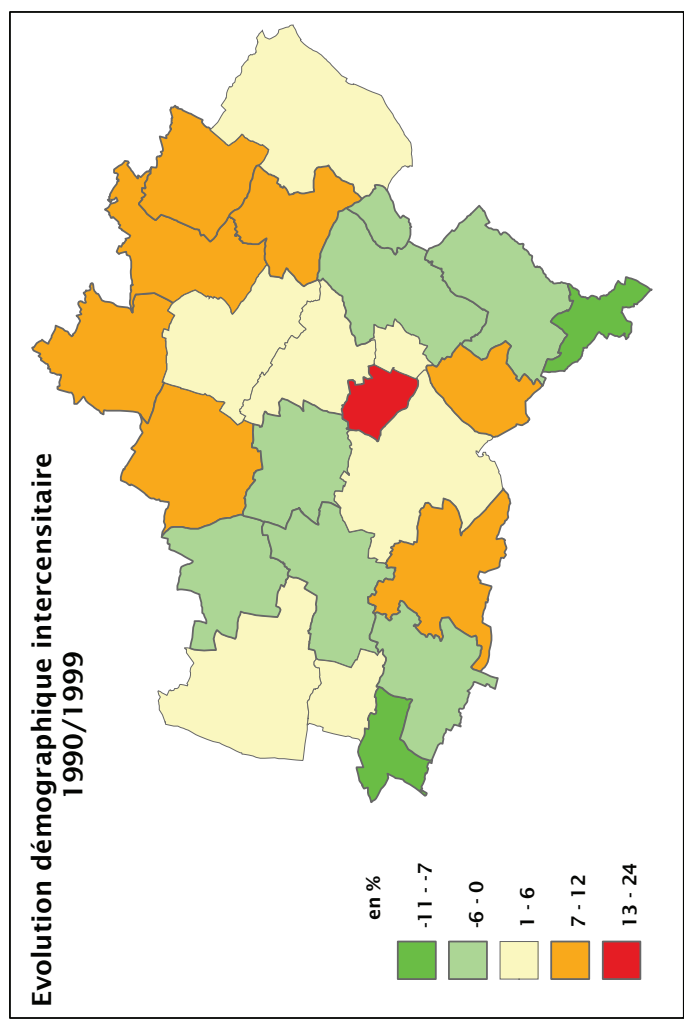 Evolution démographique intercensitaire
1990/1999
en %
-11 - -7
-6 - 0
1 - 6
7 - 12
13 - 24